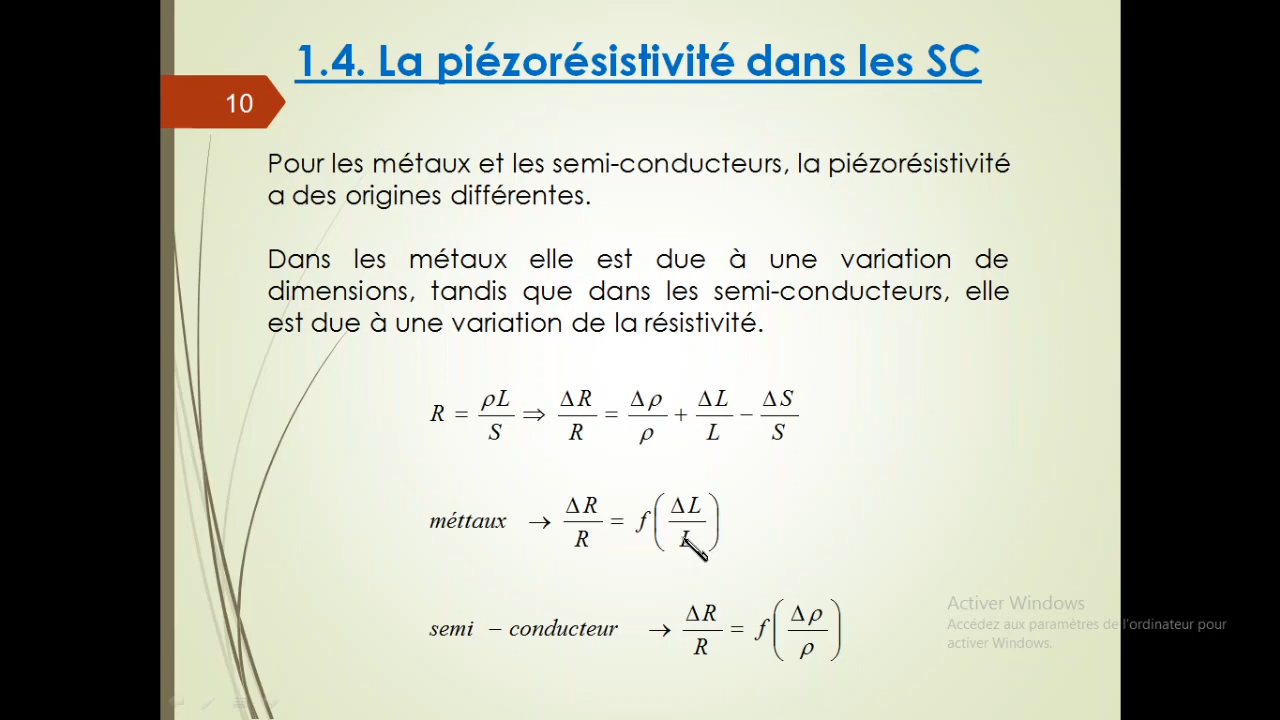 1.4. La piézorésistivité dans les SC
10
Pour les métaux et les semi-conducteurs, la piézorésistivité
a des origines différentes.
Dans les métaux elle est due à une variation de
dimensions, tandis que dans les semi-conducteurs, elle
est due à une variation de la résistivité.
R = ρL/S ⇒ ΔR/R = Δρ/ρ + ΔL/L − ΔS/S
méttaux → ΔR/R = f(ΔL/L)
semi − conducteur → ΔR/R = f(Δρ/ρ)
Activer Windows
Accédez aux paramètres de l'ordinateur pour
activer Windows.